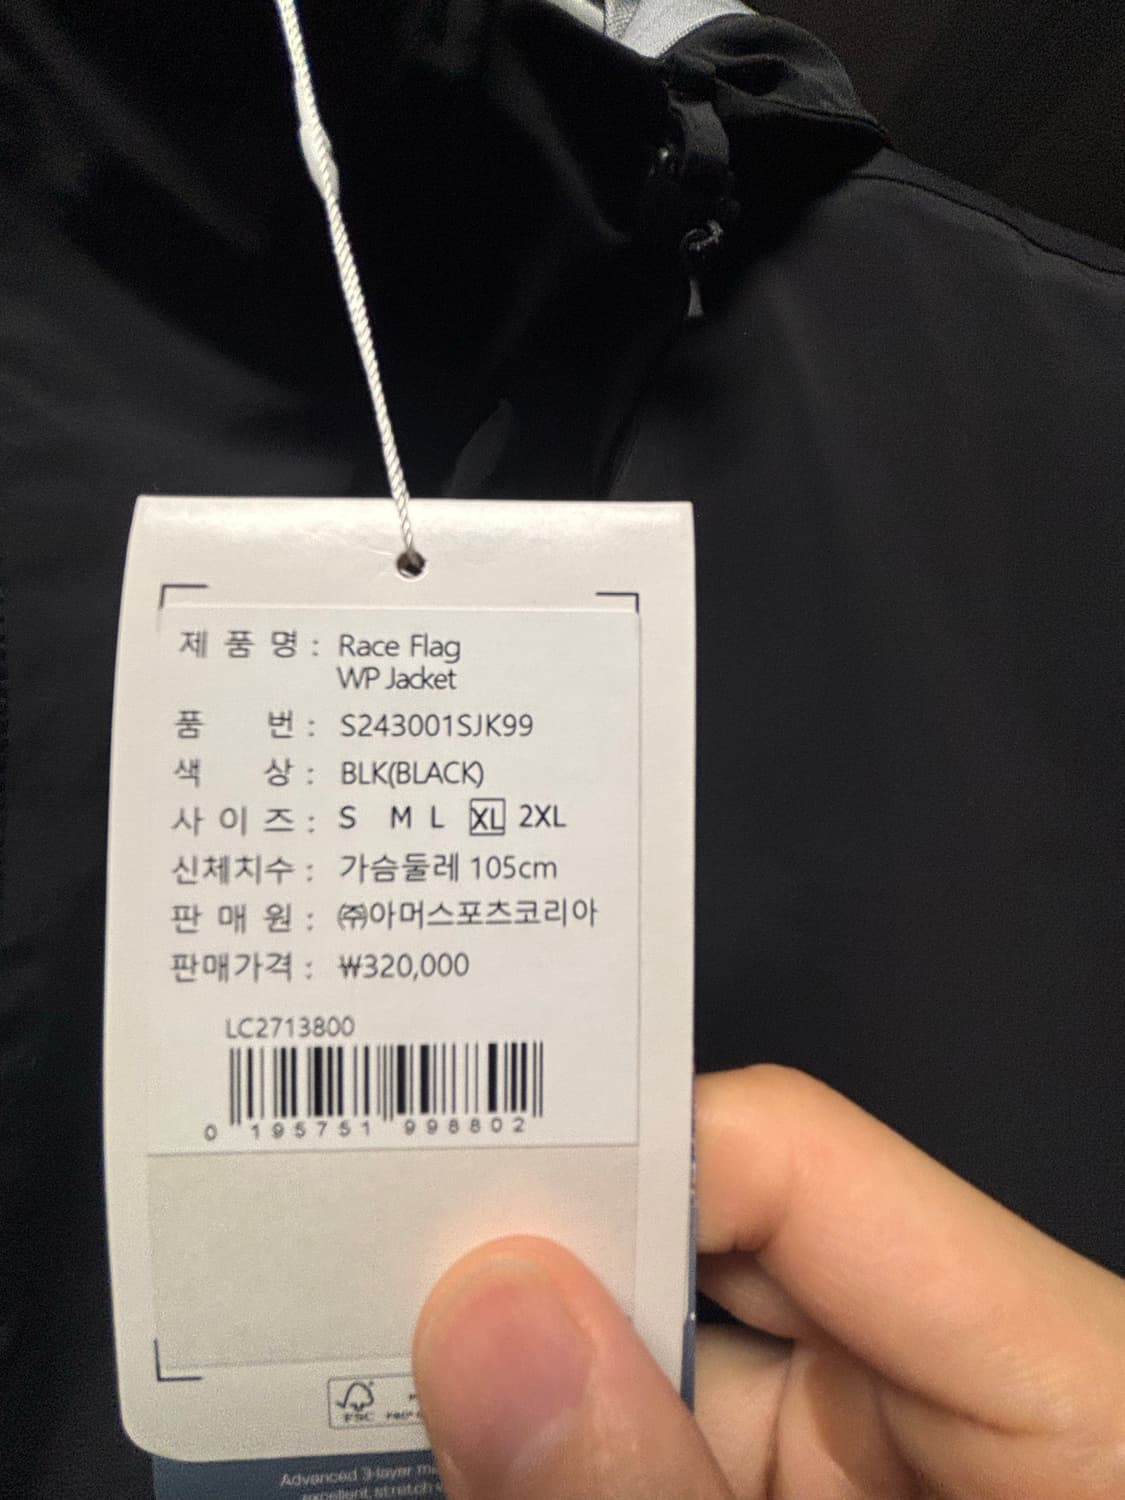 제 품 명 : Race Flag
WP Jacket
품 번 : S243001SJK99
색 상 : BLK(BLACK)
사 이 즈 : S M L XL 2XL
신체치수 : 가슴둘레 105cm
판 매 원 : ㈜아머스포츠코리아
판매가격 : ₩320,000
LC2713800
0 195751 998802
FSC
Advanced 3-layer
excellent stretch